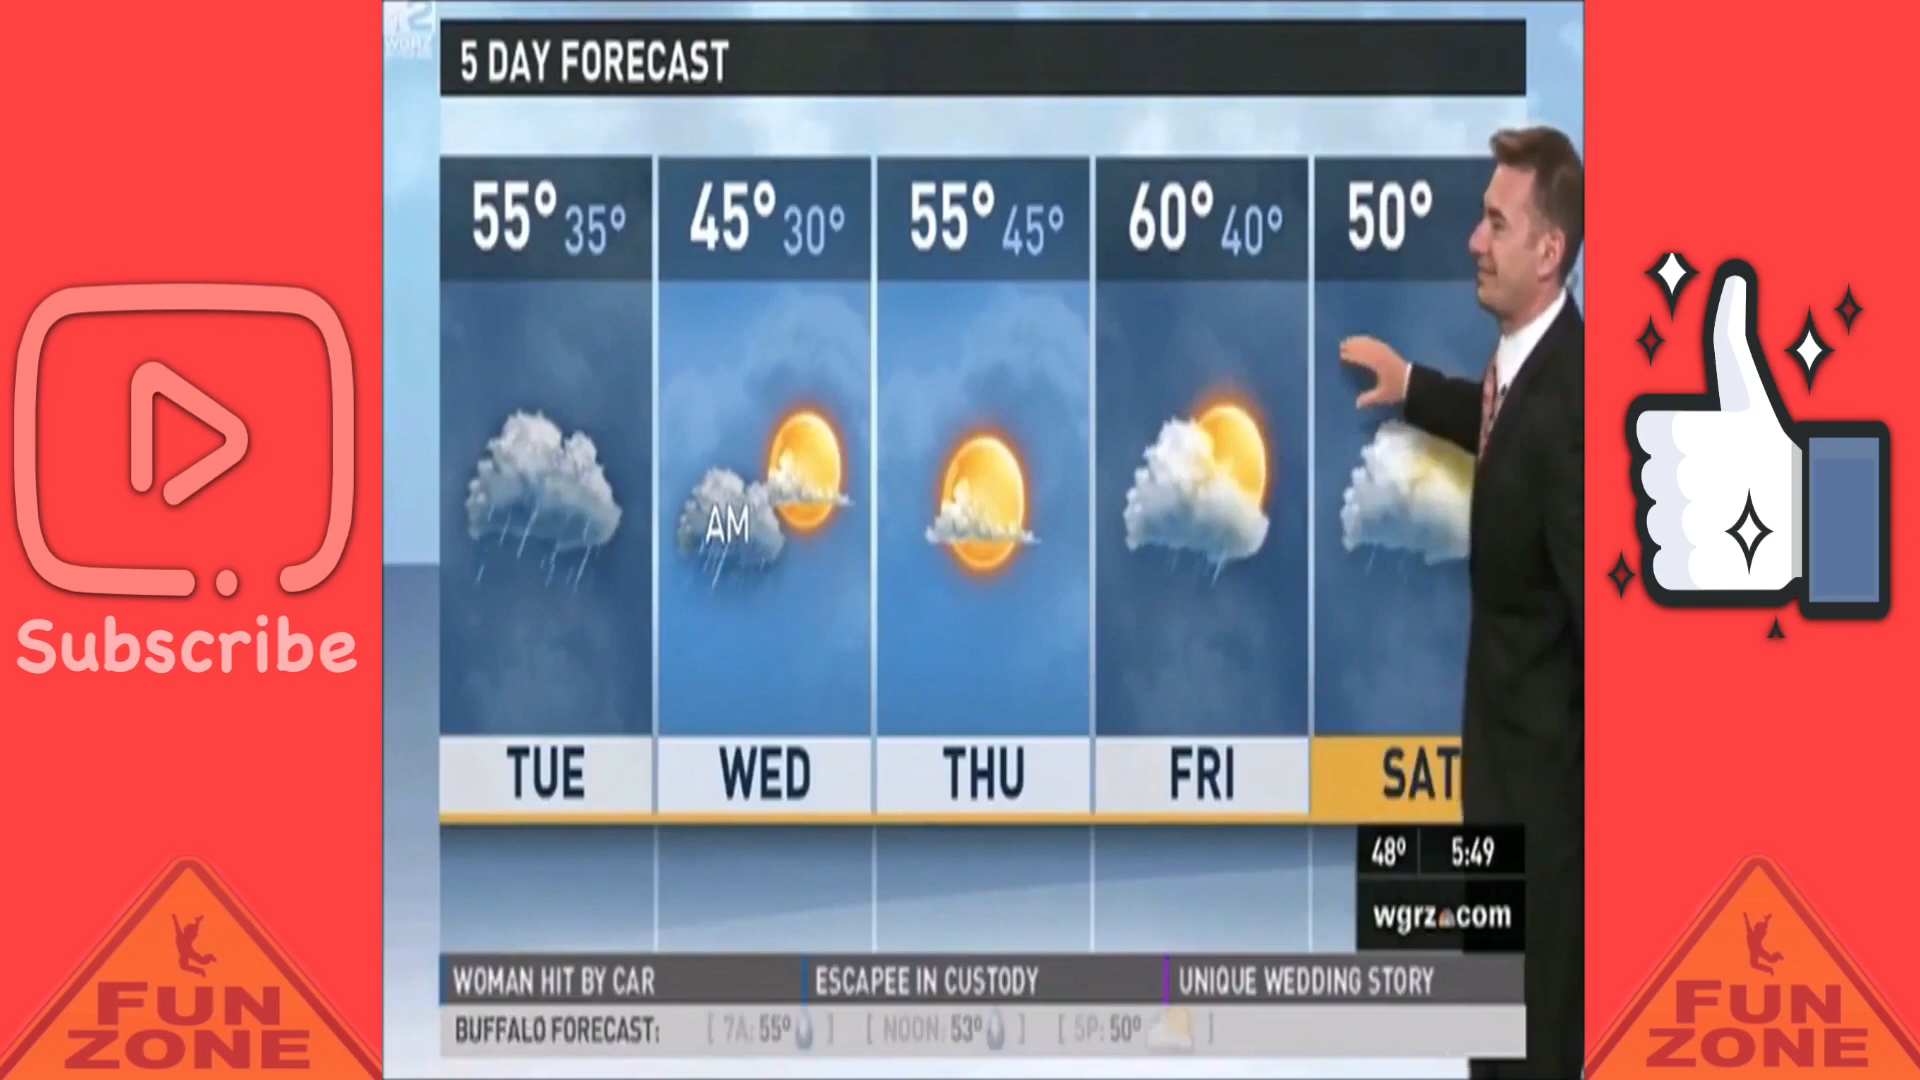 2
WGRZ
5 DAY FORECAST
55° 35° 45° 30° 55° 45° 60° 40° 50°
AM
TUE WED THU FRI SAT
48° 5:49
wgrz.com
WOMAN HIT BY CAR ESCAPEE IN CUSTODY UNIQUE WEDDING STORY
BUFFALO FORECAST: [ 7A: 55° ] [ NOON: 53° ] [ 5P: 50° ]
Subscribe
FUN
ZONE
FUN
ZONE